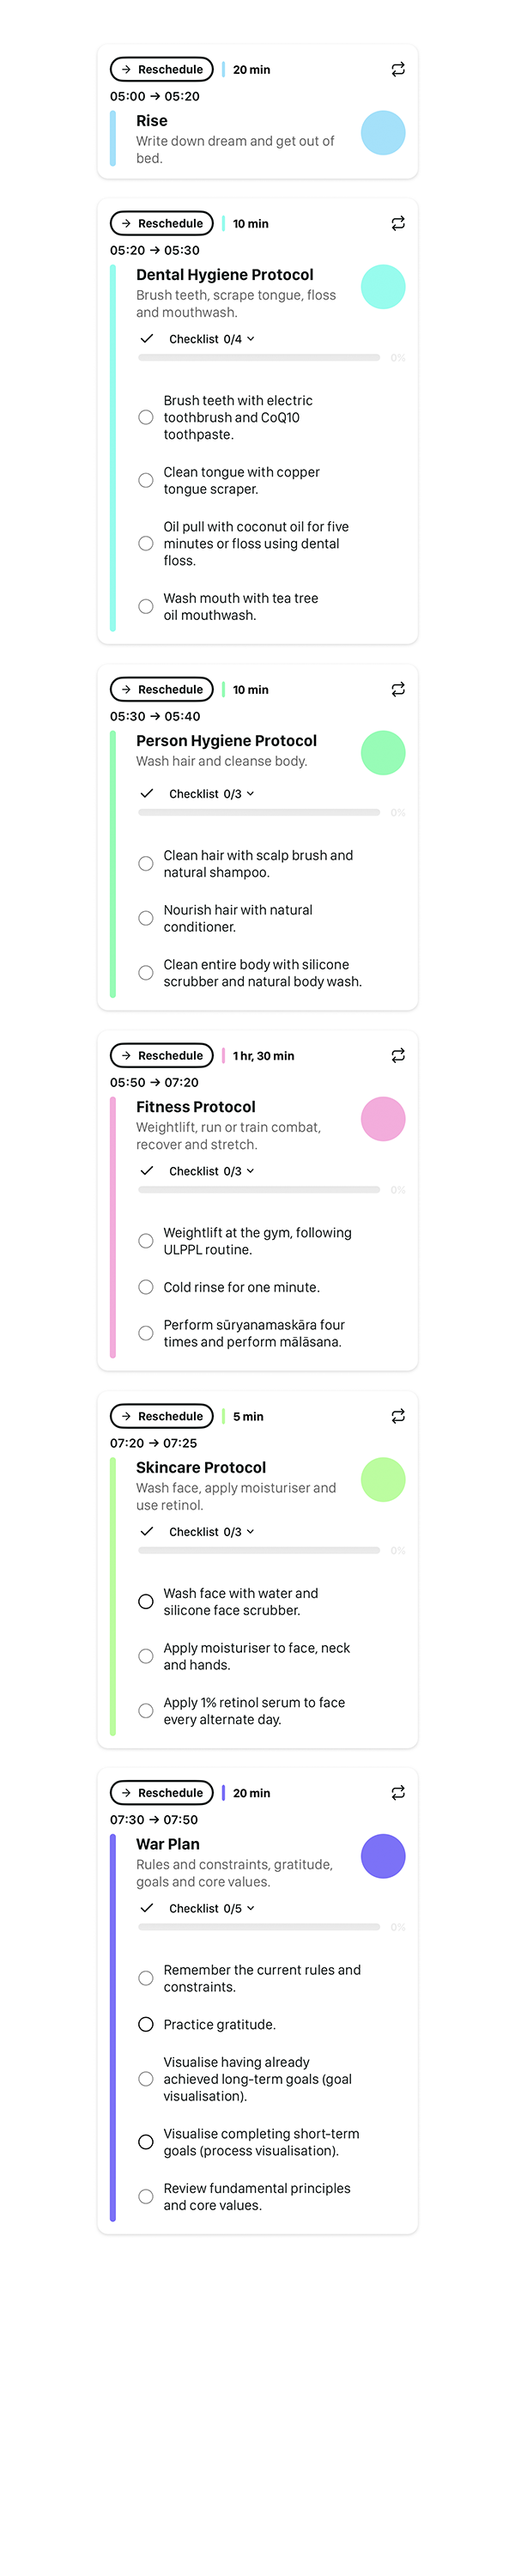 Reschedule 20 min
05:00 → 05:20
Rise
Write down dream and get out of
bed.
Reschedule 10 min
05:20 → 05:30
Dental Hygiene Protocol
Brush teeth, scrape tongue, floss
and mouthwash.
Checklist 0/4
0%
Brush teeth with electric
toothbrush and CoQ10
toothpaste.
Clean tongue with copper
tongue scraper.
Oil pull with coconut oil for five
minutes or floss using dental
floss.
Wash mouth with tea tree
oil mouthwash.
Reschedule 10 min
05:30 → 05:40
Person Hygiene Protocol
Wash hair and cleanse body.
Checklist 0/3
0%
Clean hair with scalp brush and
natural shampoo.
Nourish hair with natural
conditioner.
Clean entire body with silicone
scrubber and natural body wash.
Reschedule 1 hr, 30 min
05:50 → 07:20
Fitness Protocol
Weightlift, run or train combat,
recover and stretch.
Checklist 0/3
0%
Weightlift at the gym, following
ULPPL routine.
Cold rinse for one minute.
Perform sūryanamaskāra four
times and perform mālāsana.
Reschedule 5 min
07:20 → 07:25
Skincare Protocol
Wash face, apply moisturiser and
use retinol.
Checklist 0/3
0%
Wash face with water and
silicone face scrubber.
Apply moisturiser to face, neck
and hands.
Apply 1% retinol serum to face
every alternate day.
Reschedule 20 min
07:30 → 07:50
War Plan
Rules and constraints, gratitude,
goals and core values.
Checklist 0/5
0%
Remember the current rules and
constraints.
Practice gratitude.
Visualise having already
achieved long-term goals (goal
visualisation).
Visualise completing short-term
goals (process visualisation).
Review fundamental principles
and core values.